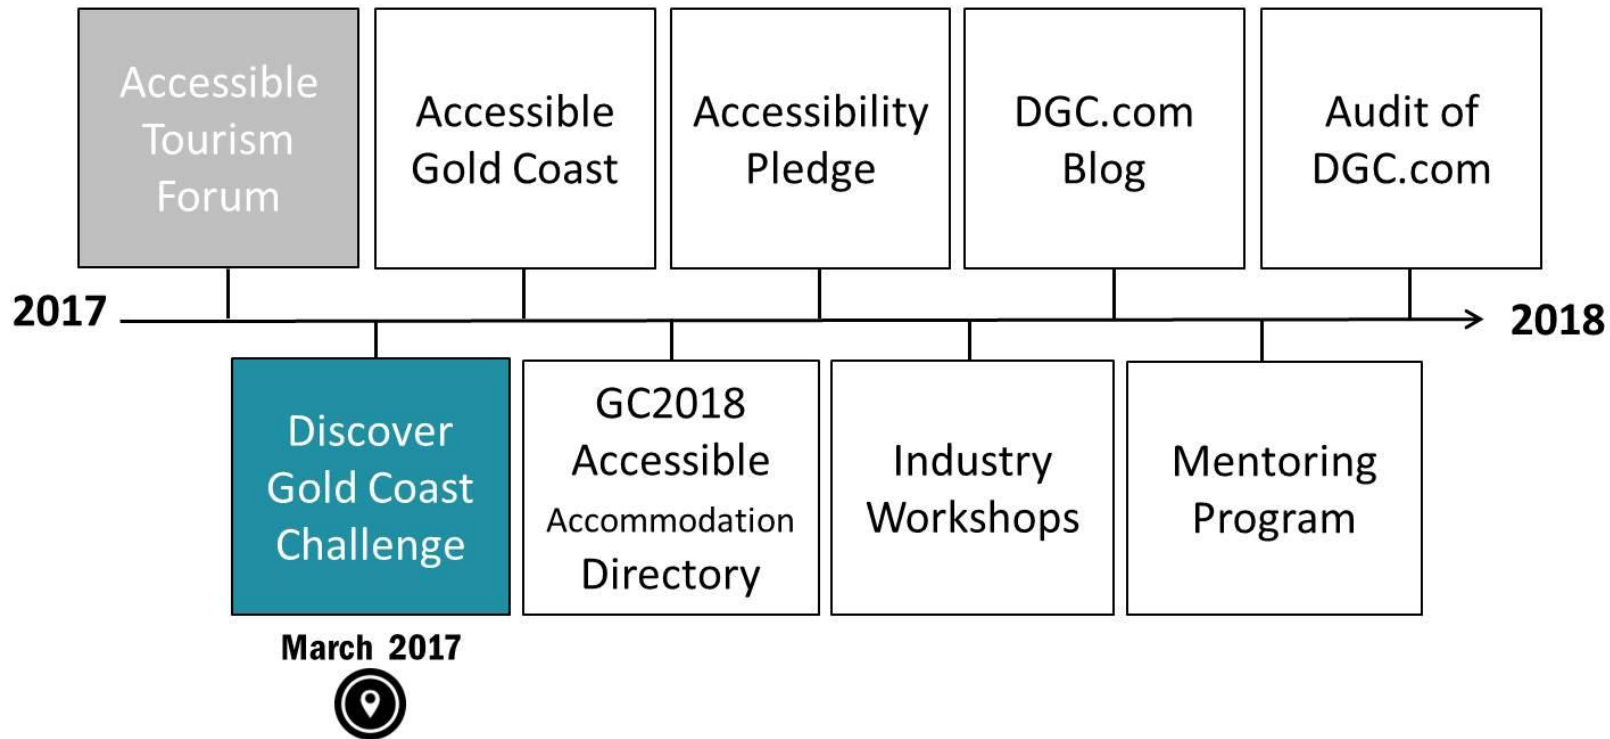 Accessible
Tourism
Forum
Accessible
Gold Coast
Accessibility
Pledge
DGC.com
Blog
Audit of
DGC.com
2017
2018
Discover
Gold Coast
Challenge
GC2018
Accessible
Accommodation
Directory
Industry
Workshops
Mentoring
Program
March 2017